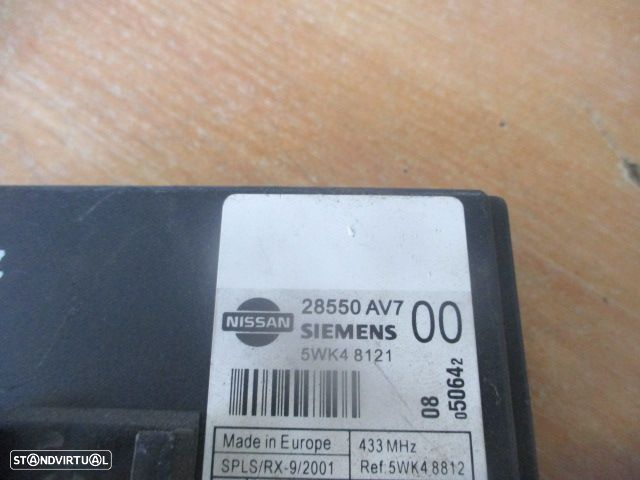 NISSAN
28550 AV7 00
SIEMENS
5WK4 8121
08
050642
Made in Europe
433 MHz
SPLS/RX-9/2001
Ref:5WK4 8812
STANDVIRTUAL